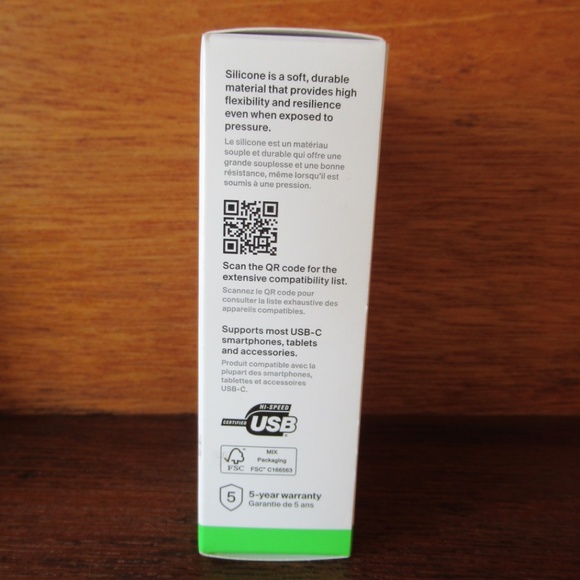 Silicone is a soft, durable
material that provides high
flexibility and resilience
even when exposed to
pressure.
Le silicone est un matériau
souple et durable qui offre une
grande souplesse et une bonne
résistance, même lorsqu'il est
soumis à une pression.
Scan the QR code for the
extensive compatibility list.
Scannez le QR code pour
consulter la liste exhaustive des
appareils compatibles.
Supports most USB-C
smartphones, tablets
and accessories.
Produit compatible avec la
plupart des smartphones,
tablettes et accessoires
USB-C.
HI-SPEED
CERTIFIED USB
MIX
Packaging
FSC
FSC® C166563
5
5-year warranty
Garantie de 5 ans